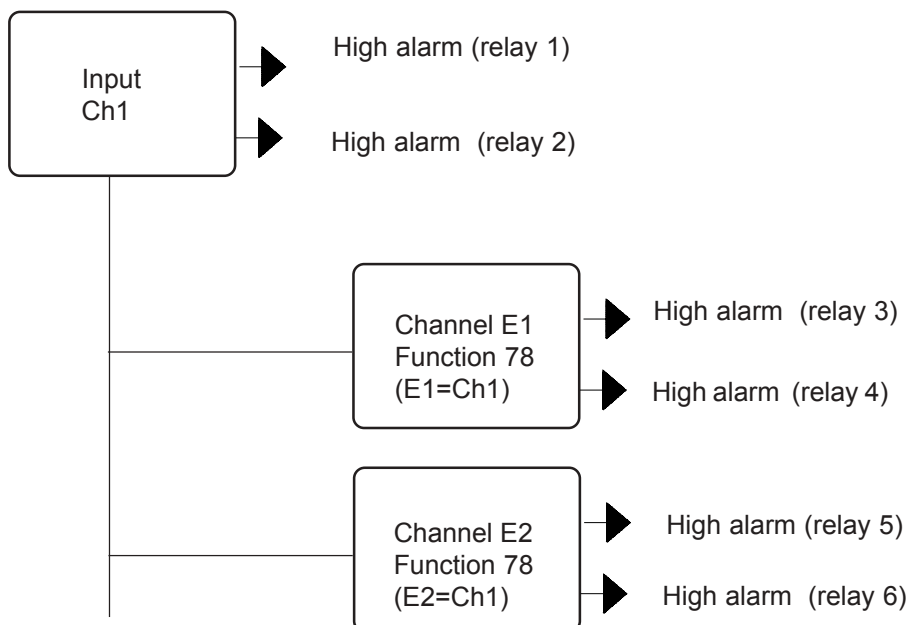 Input
Ch1
High alarm (relay 1)
High alarm (relay 2)
Channel E1
Function 78
(E1=Ch1)
High alarm (relay 3)
High alarm (relay 4)
Channel E2
Function 78
(E2=Ch1)
High alarm (relay 5)
High alarm (relay 6)